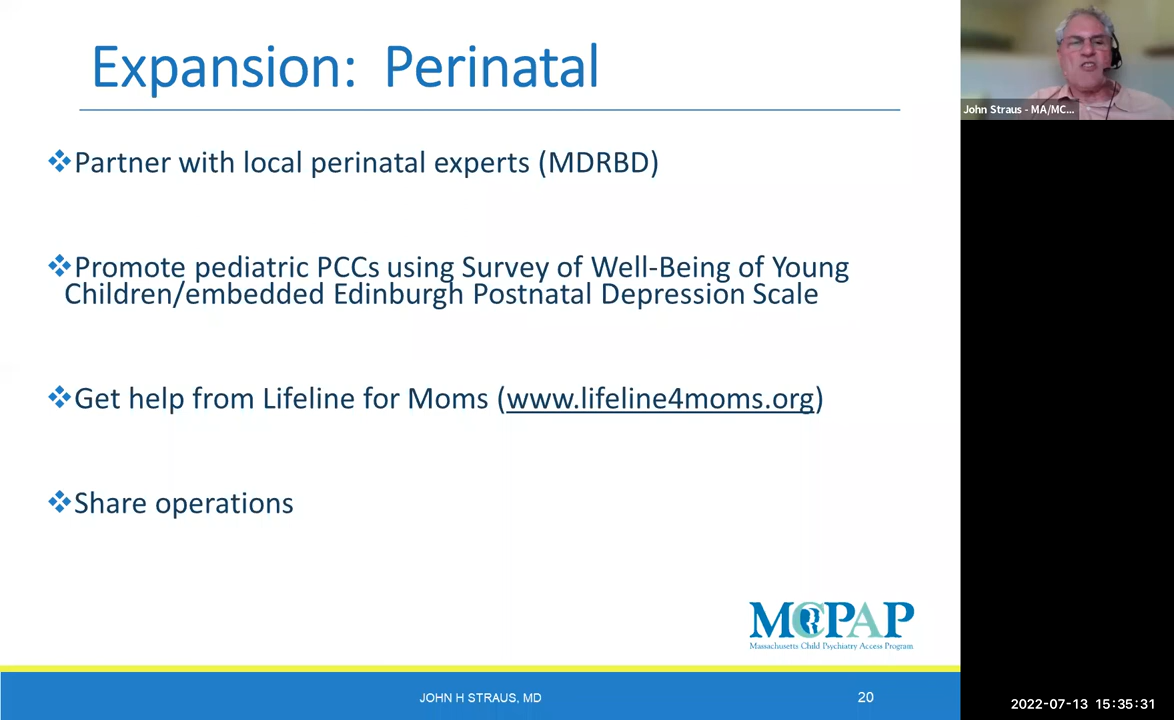 Expansion: Perinatal
John Straus - MA/MC...
❖Partner with local perinatal experts (MDRBD)
❖Promote pediatric PCCs using Survey of Well-Being of Young
Children/embedded Edinburgh Postnatal Depression Scale
❖Get help from Lifeline for Moms (www.lifeline4moms.org)
❖Share operations
MCPAP
Massachusetts Child Psychiatry Access Program
JOHN H STRAUS, MD
20
2022-07-13 15:35:31